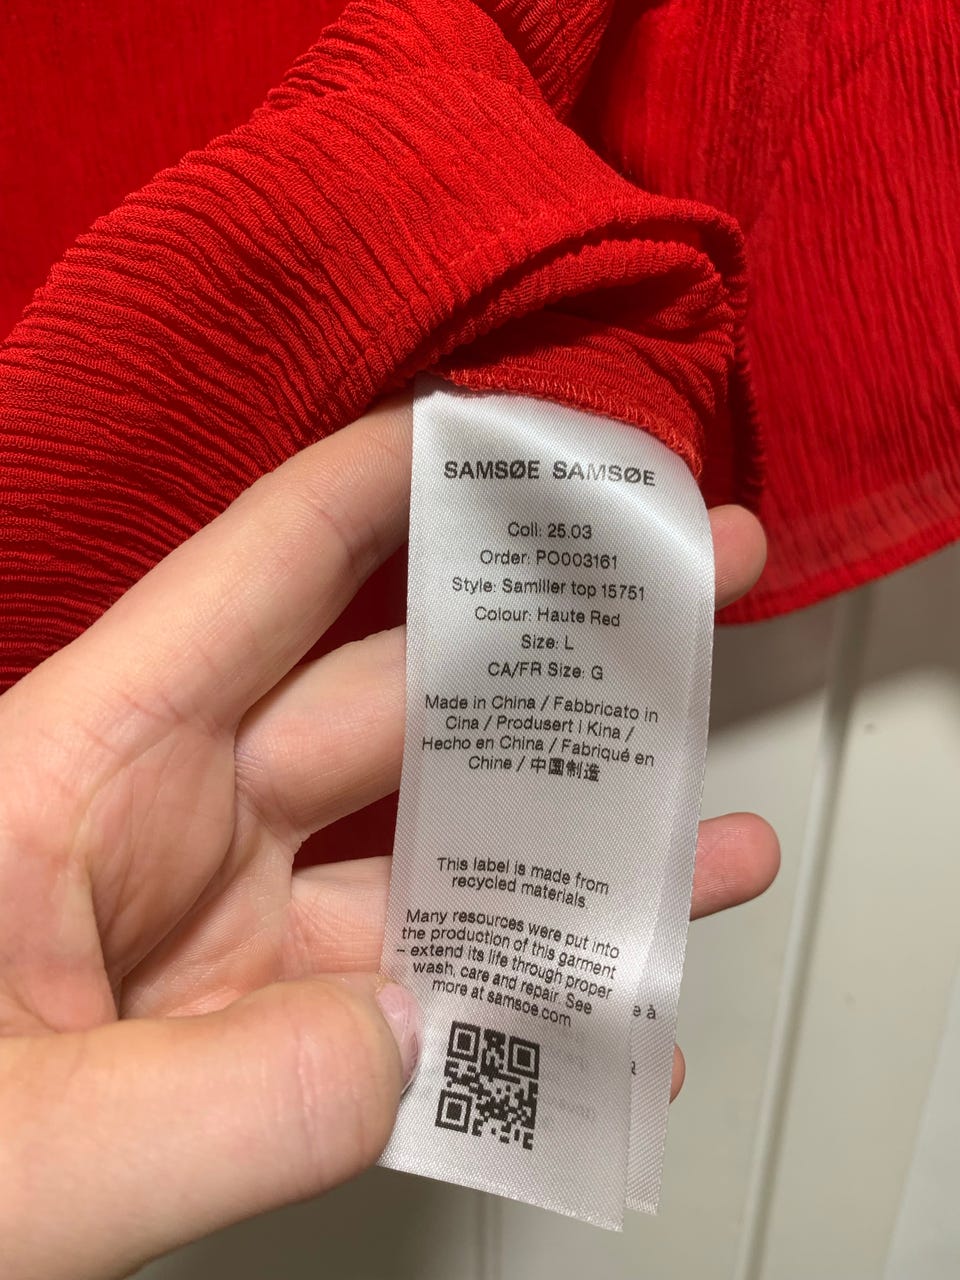 SAMSØE SAMSØE
Coll: 25.03
Order: PO003161
Style: Samiller top 15751
Colour: Haute Red
Size: L
CA/FR Size: G
Made in China / Fabbricato in
Cina / Produsert i Kina /
Hecho en China / Fabriqué en
Chine / 中国制造
This label is made from
recycled materials.
Many resources were put into
the production of this garment
– extend its life through proper
wash, care and repair. See
more at samsoe.com
e à